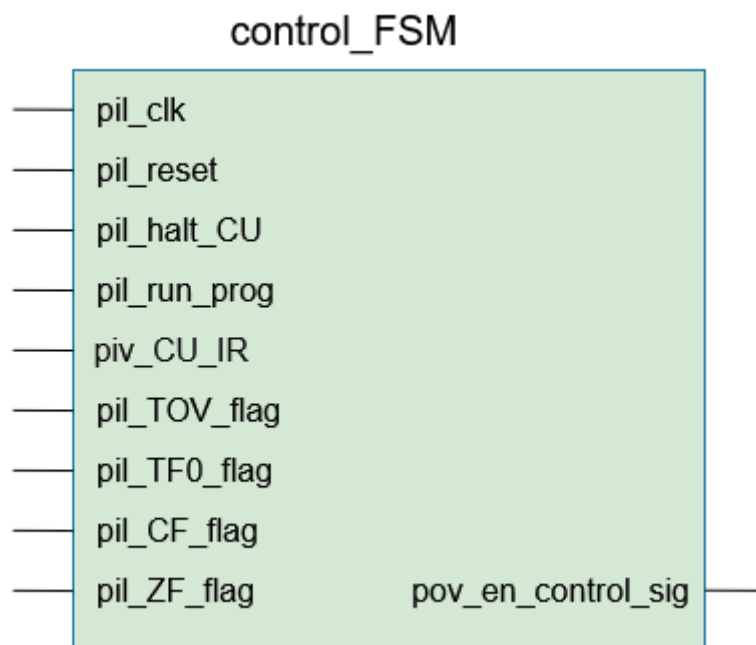 control_FSM
pil_clk
pil_reset
pil_halt_CU
pil_run_prog
piv_CU_IR
pil_TOV_flag
pil_TF0_flag
pil_CF_flag
pil_ZF_flag pov_en_control_sig